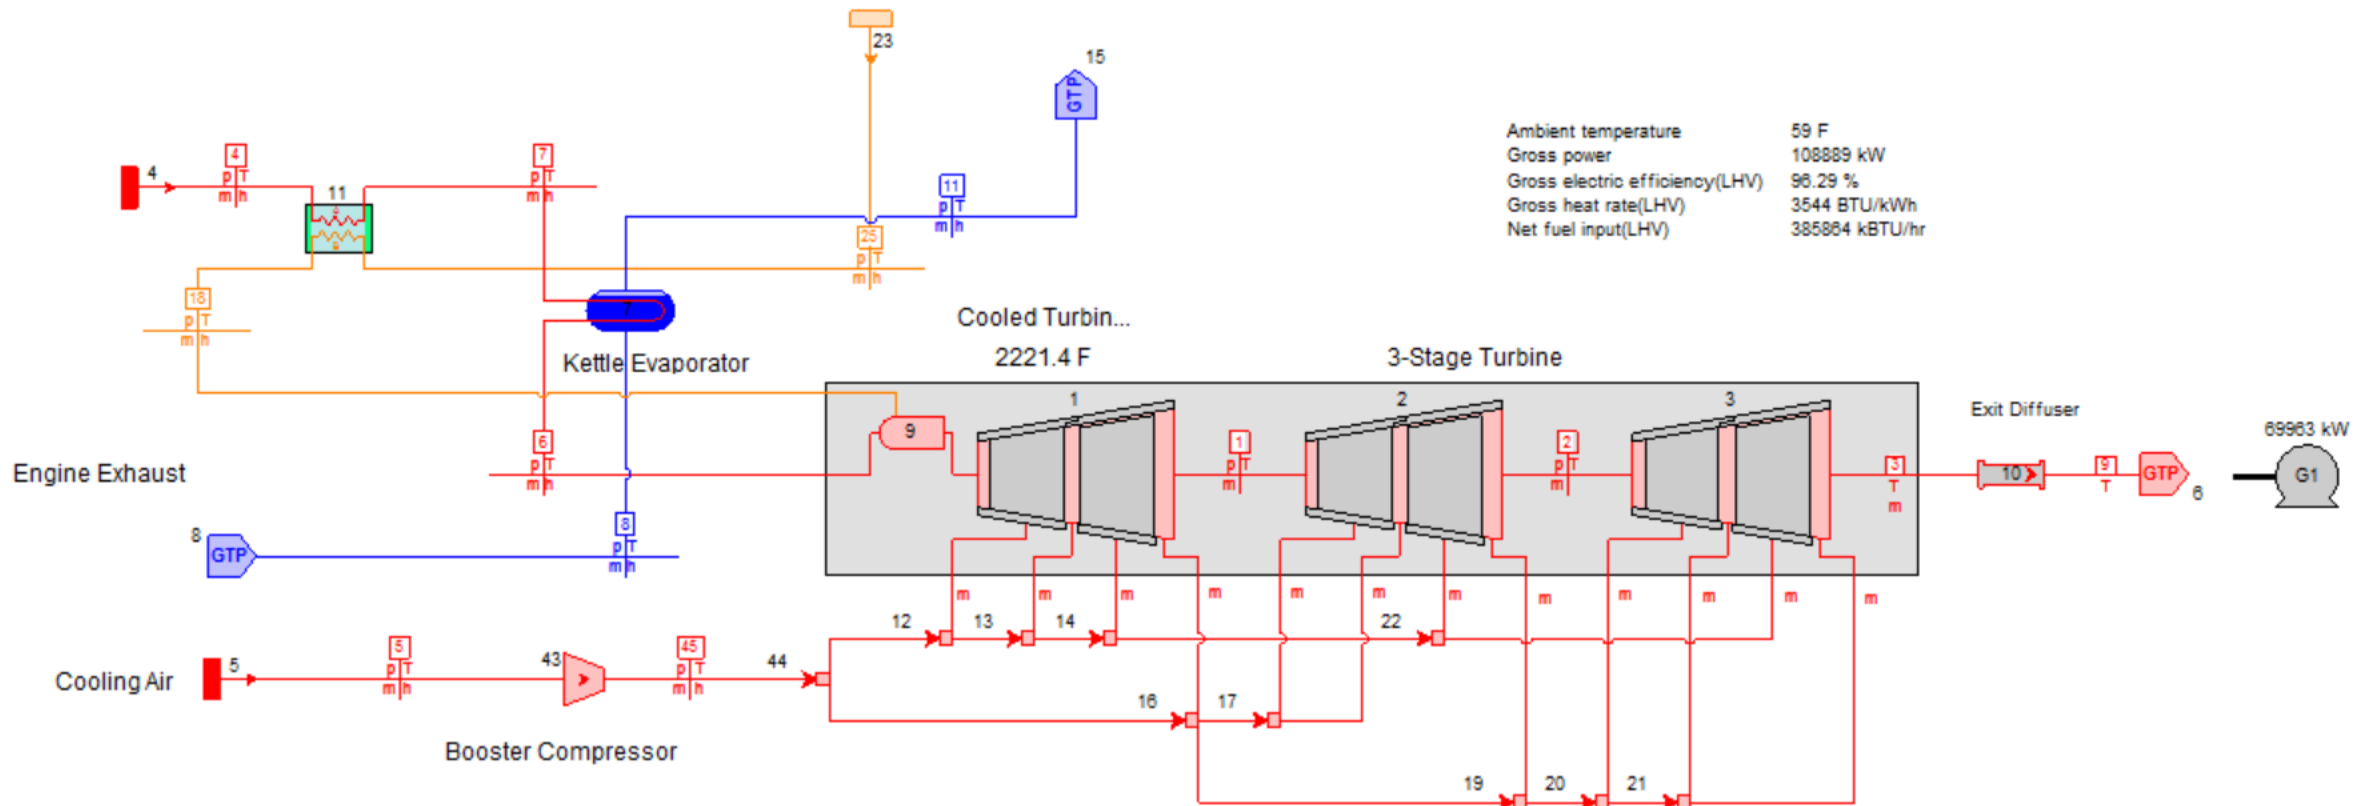 23
15
GTP
Ambient temperature 59 F
Gross power 108889 kW
Gross electric efficiency(LHV) 96.29 %
Gross heat rate(LHV) 3544 BTU/kWh
Net fuel input(LHV) 385864 kBTU/hr
4
4
p T
m h
11
7
p T
m h
11
p T
m h
25
p T
m h
18
p T
m h
7
Kettle Evaporator
Cooled Turbin...
2221.4 F
3-Stage Turbine
1
2
3
9
Exit Diffuser
69963 kW
Engine Exhaust
6
p T
m h
1
p T
m
2
p T
m
3
T
m
10
9
T
GTP
6
G1
8
GTP
8
p T
m h
m
m
m
m
m
m
m
m
m
m
m
m
12
13
14
22
Cooling Air
5
5
p T
m h
43
45
p T
m h
44
16
17
Booster Compressor
19
20
21